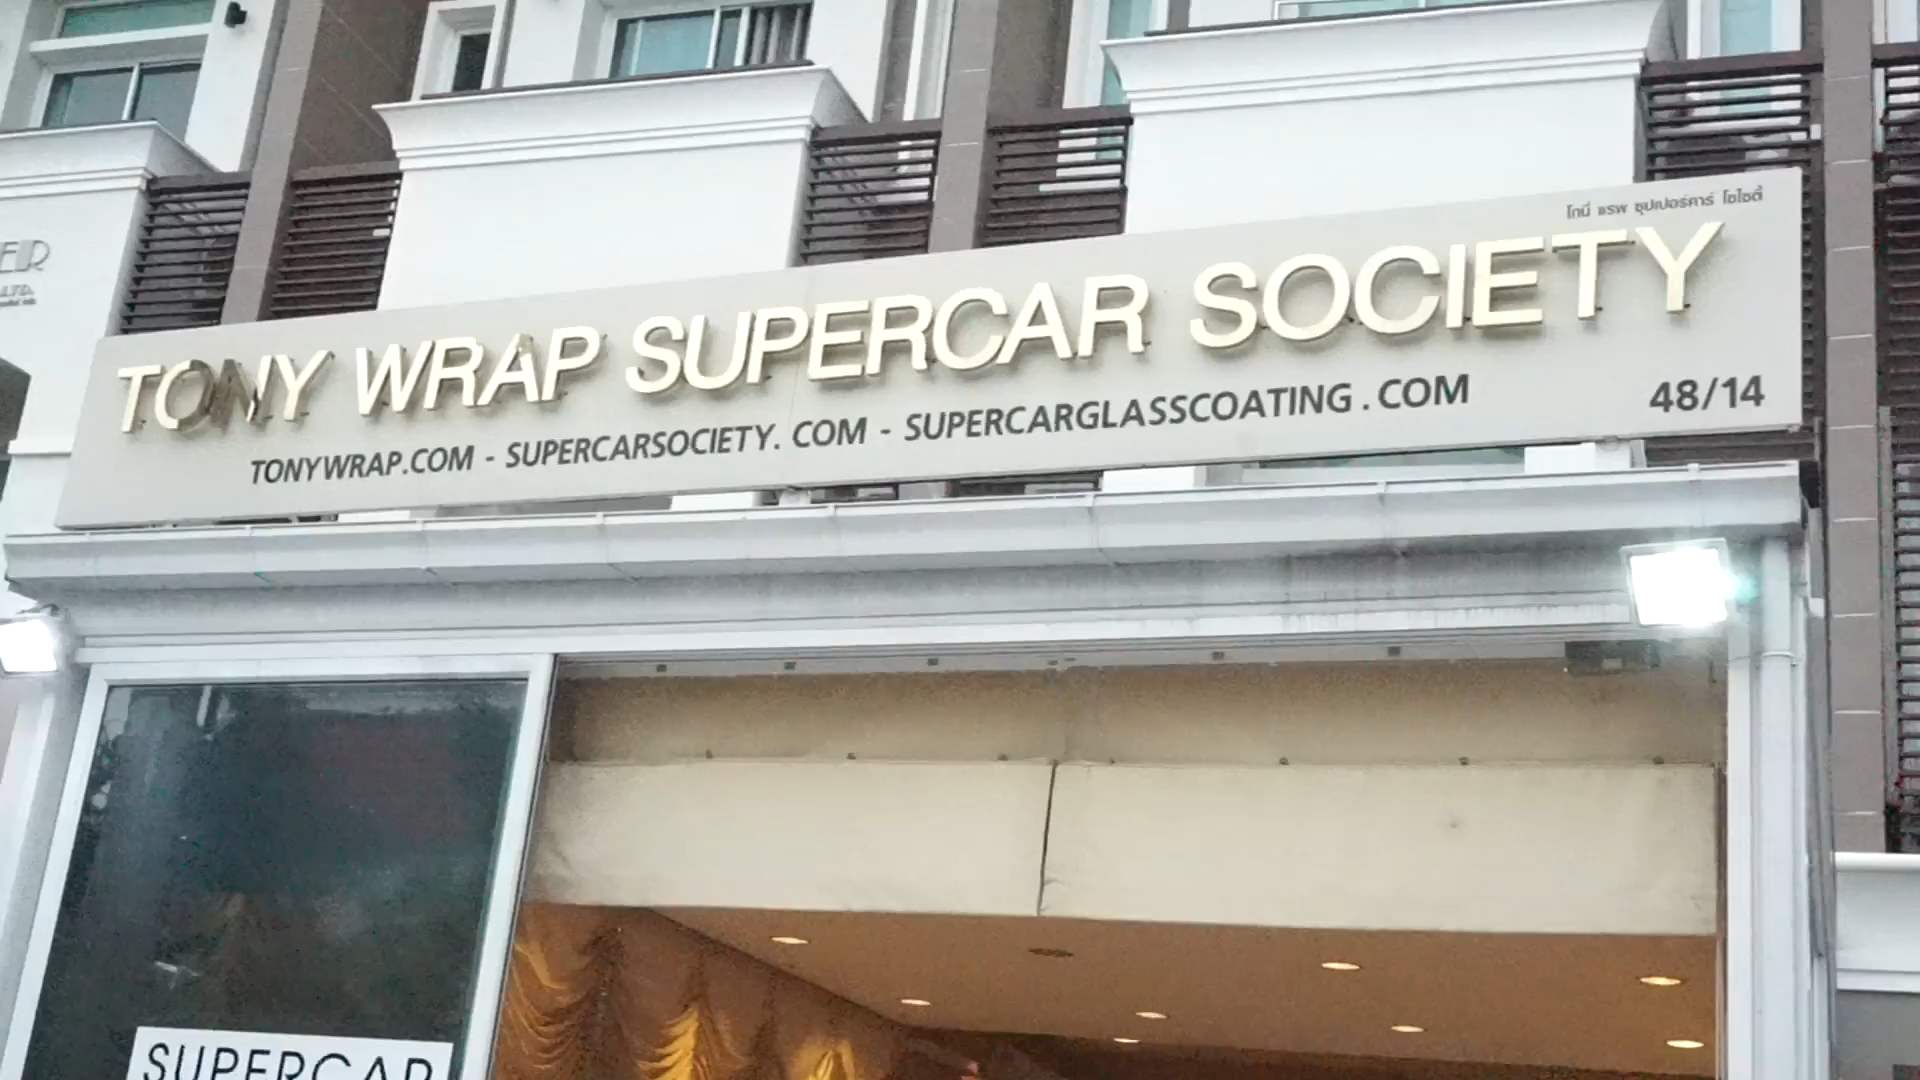 โทนี่ แรพ ซุปเปอร์คาร์ โซไซตี้
TONY WRAP SUPERCAR SOCIETY
TONYWRAP.COM - SUPERCARSOCIETY. COM - SUPERCARGLASSCOATING . COM
48/14
LTD.
SUPERCAR